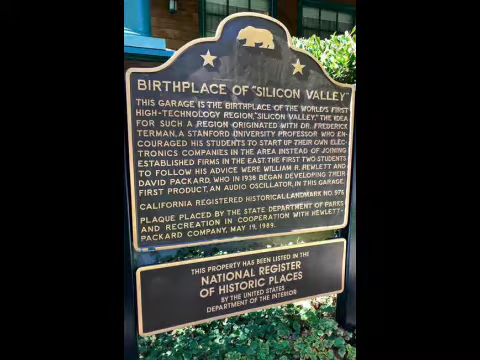 BIRTHPLACE OF "SILICON VALLEY"
THIS GARAGE IS THE BIRTHPLACE OF THE WORLD'S FIRST
HIGH-TECHNOLOGY REGION, "SILICON VALLEY." THE IDEA
FOR SUCH A REGION ORIGINATED WITH DR. FREDERICK
TERMAN, A STANFORD UNIVERSITY PROFESSOR WHO EN-
COURAGED HIS STUDENTS TO START UP THEIR OWN ELEC-
TRONICS COMPANIES IN THE AREA INSTEAD OF JOINING
ESTABLISHED FIRMS IN THE EAST. THE FIRST TWO STUDENTS
TO FOLLOW HIS ADVICE WERE WILLIAM R. HEWLETT AND
DAVID PACKARD, WHO IN 1938 BEGAN DEVELOPING THEIR
FIRST PRODUCT, AN AUDIO OSCILLATOR, IN THIS GARAGE.
CALIFORNIA REGISTERED HISTORICAL LANDMARK NO. 976
PLAQUE PLACED BY THE STATE DEPARTMENT OF PARKS
AND RECREATION IN COOPERATION WITH HEWLETT-
PACKARD COMPANY, MAY 19, 1989.
THIS PROPERTY HAS BEEN LISTED IN THE
NATIONAL REGISTER
OF HISTORIC PLACES
BY THE UNITED STATES
DEPARTMENT OF THE INTERIOR